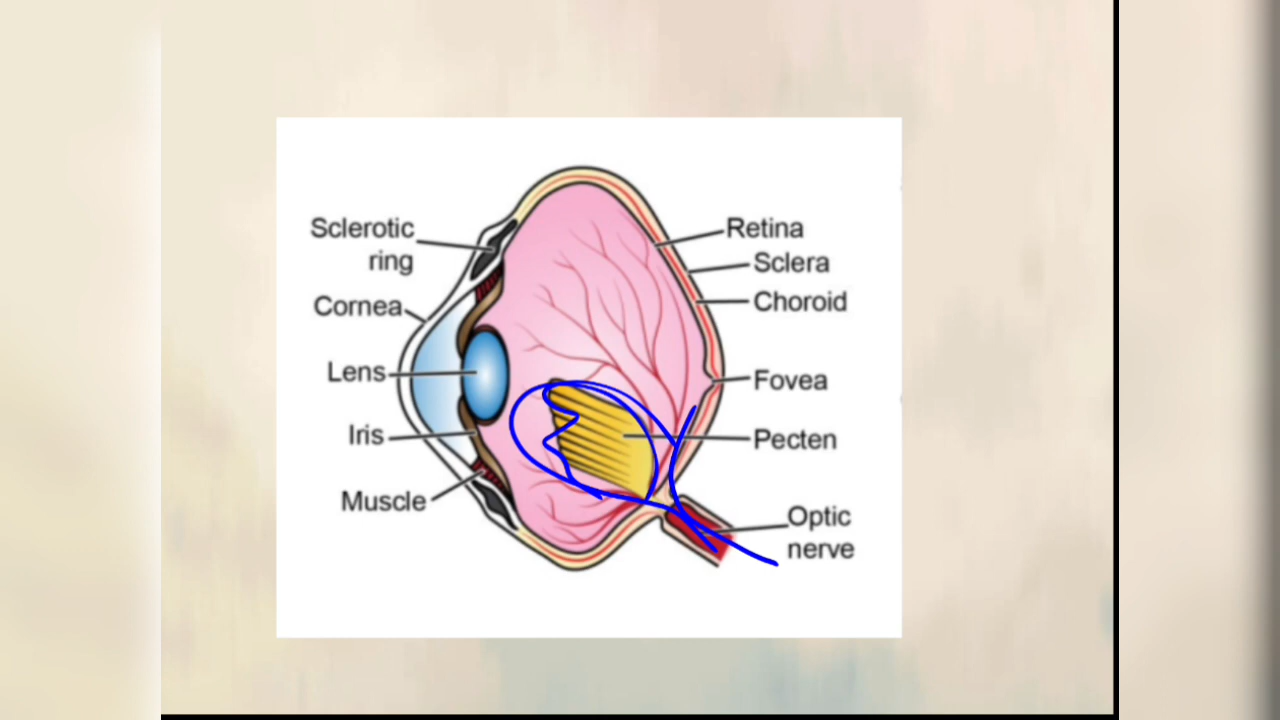 Sclerotic
ring
Cornea
Lens
Iris
Muscle
Retina
Sclera
Choroid
Fovea
Pecten
Optic
nerve